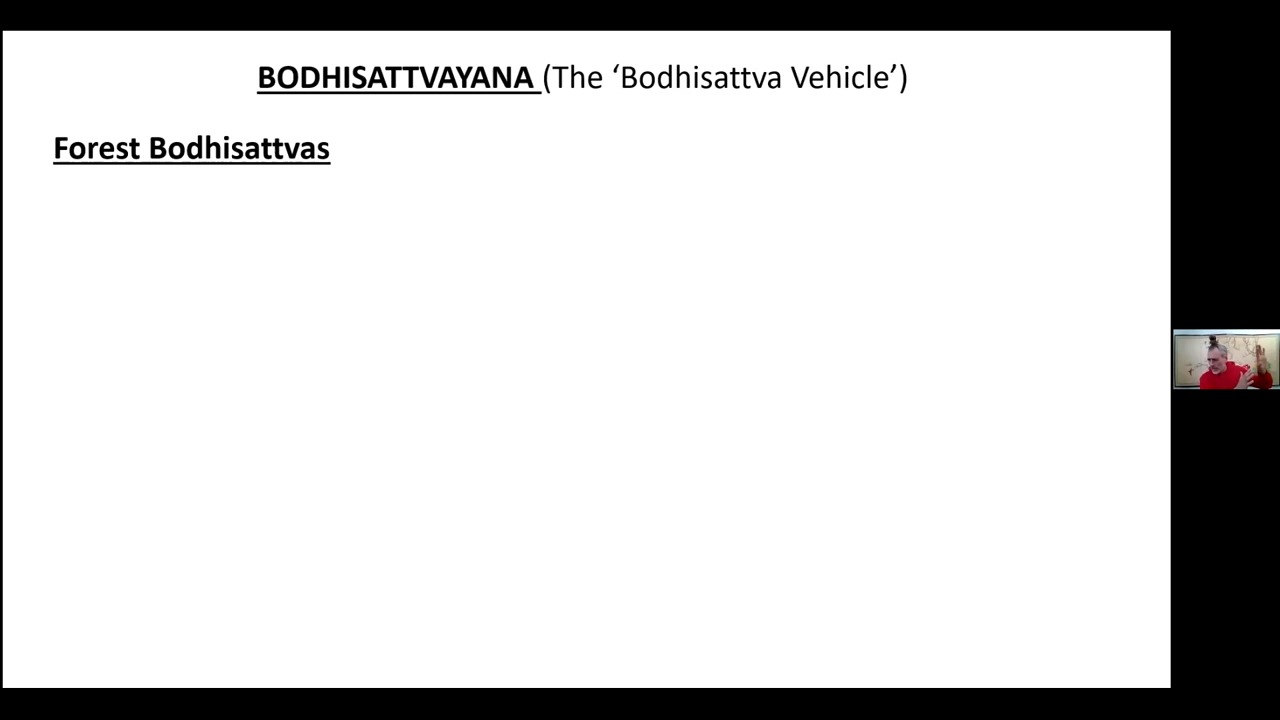 BODHISATTVAYANA (The ‘Bodhisattva Vehicle’)
Forest Bodhisattvas